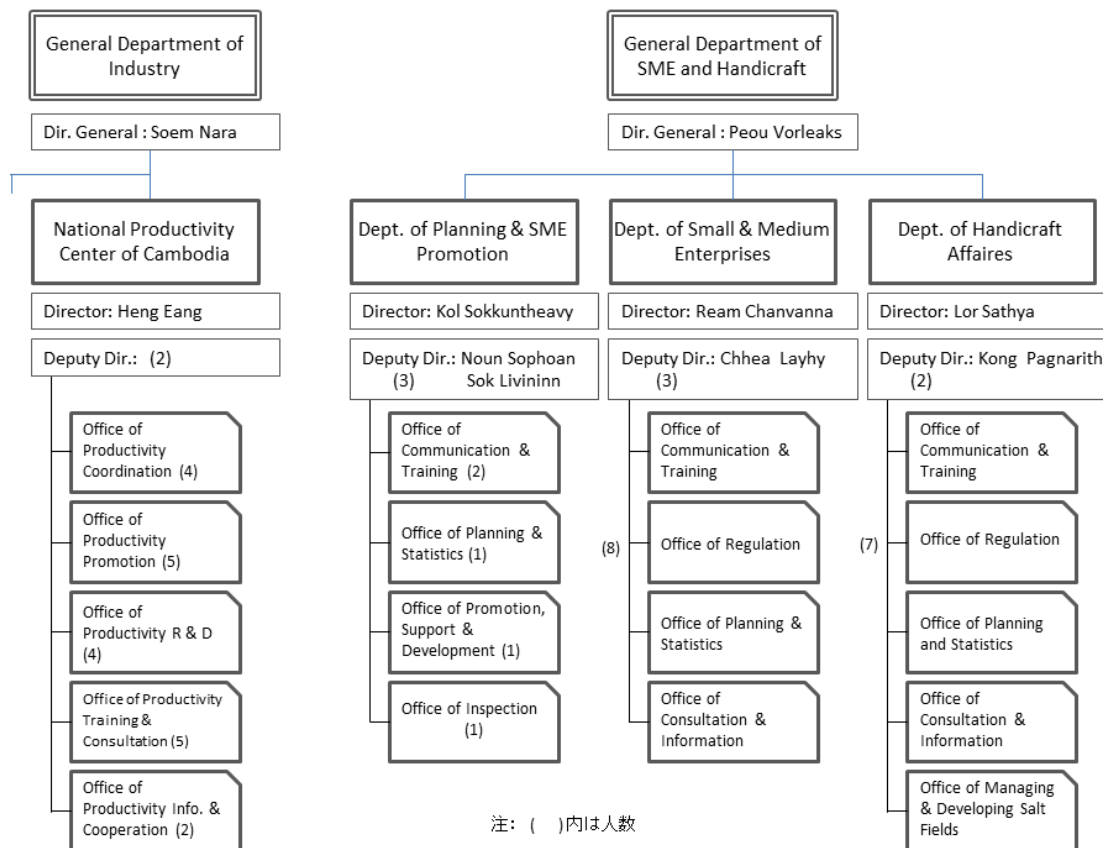 General Department of
Industry
General Department of
SME and Handicraft
Dir. General : Soem Nara
Dir. General : Peou Vorleaks
National Productivity
Center of Cambodia
Dept. of Planning & SME
Promotion
Dept. of Small & Medium
Enterprises
Dept. of Handicraft
Affaires
Director: Heng Eang
Director: Kol Sokkuntheavy
Director: Ream Chanvanna
Director: Lor Sathya
Deputy Dir.: (2)
Deputy Dir.: Noun Sophoan
(3) Sok Livininn
Deputy Dir.: Chhea Layhy
(3)
Deputy Dir.: Kong Pagnarith
(2)
Office of
Productivity
Coordination (4)
Office of
Productivity
Promotion (5)
Office of
Productivity R & D
(4)
Office of Productivity
Training &
Consultation (5)
Office of
Productivity Info. &
Cooperation (2)
Office of
Communication &
Training (2)
Office of Planning &
Statistics (1)
Office of Promotion,
Support &
Development (1)
Office of Inspection
(1)
(8)
Office of
Communication &
Training
Office of Regulation
Office of Planning &
Statistics
Office of
Consultation &
Information
(7)
Office of
Communication &
Training
Office of Regulation
Office of Planning
and Statistics
Office of
Consultation &
Information
Office of Managing
& Developing Salt
Fields
注: ( )内は人数